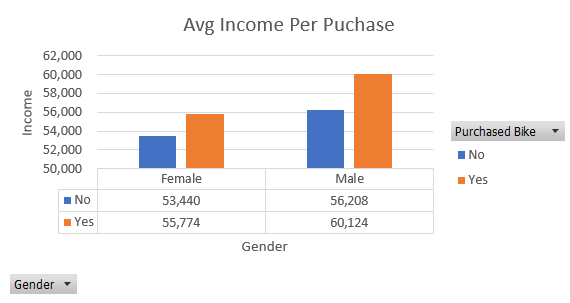 Avg Income Per Puchase
62,000
60,000
58,000
56,000
54,000
52,000
50,000
Income
Female Male
No 53,440 56,208
Yes 55,774 60,124
Gender
Purchased Bike
No
Yes
Gender